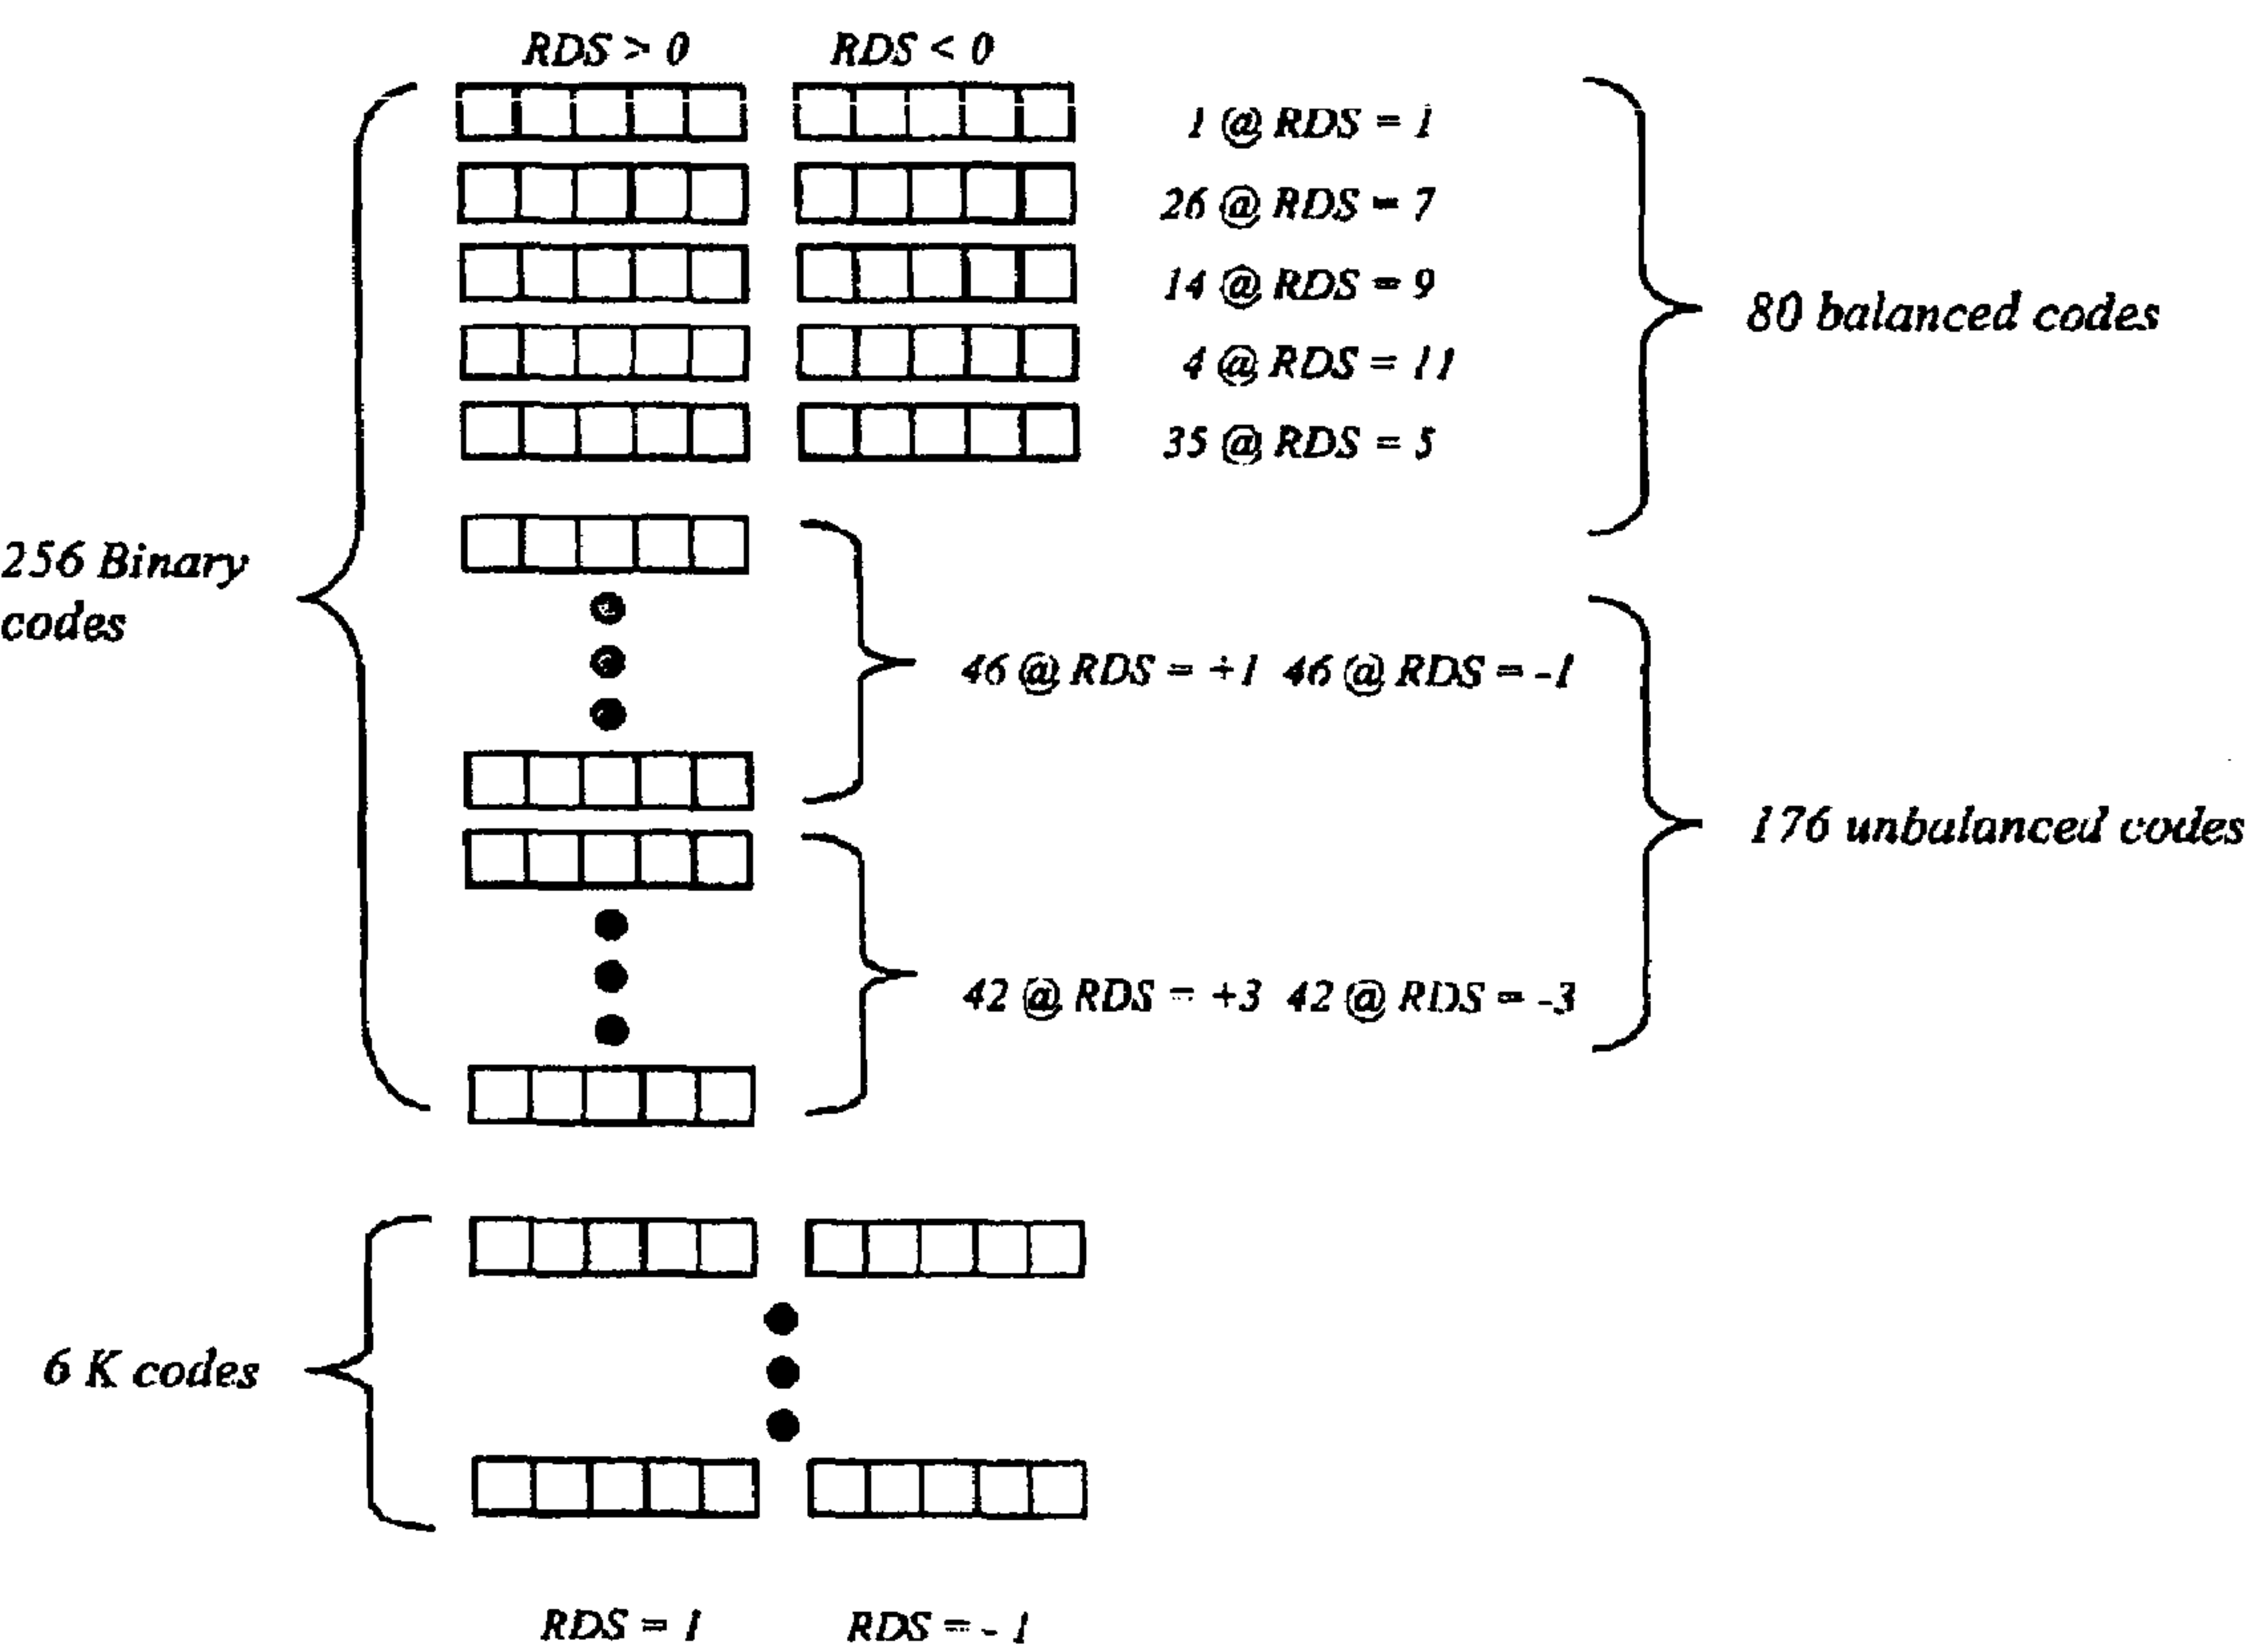 RDS > 0 RDS < 0
1 @ RDS = 1
26 @ RDS = 7
14 @ RDS = 9
4 @ RDS = 11
35 @ RDS = 5
80 balanced codes
256 Binary
codes
46 @ RDS = +1 46 @ RDS = -1
176 unbalanced codes
42 @ RDS = +3 42 @ RDS = -3
6 K codes
RDS = 1 RDS = - 1